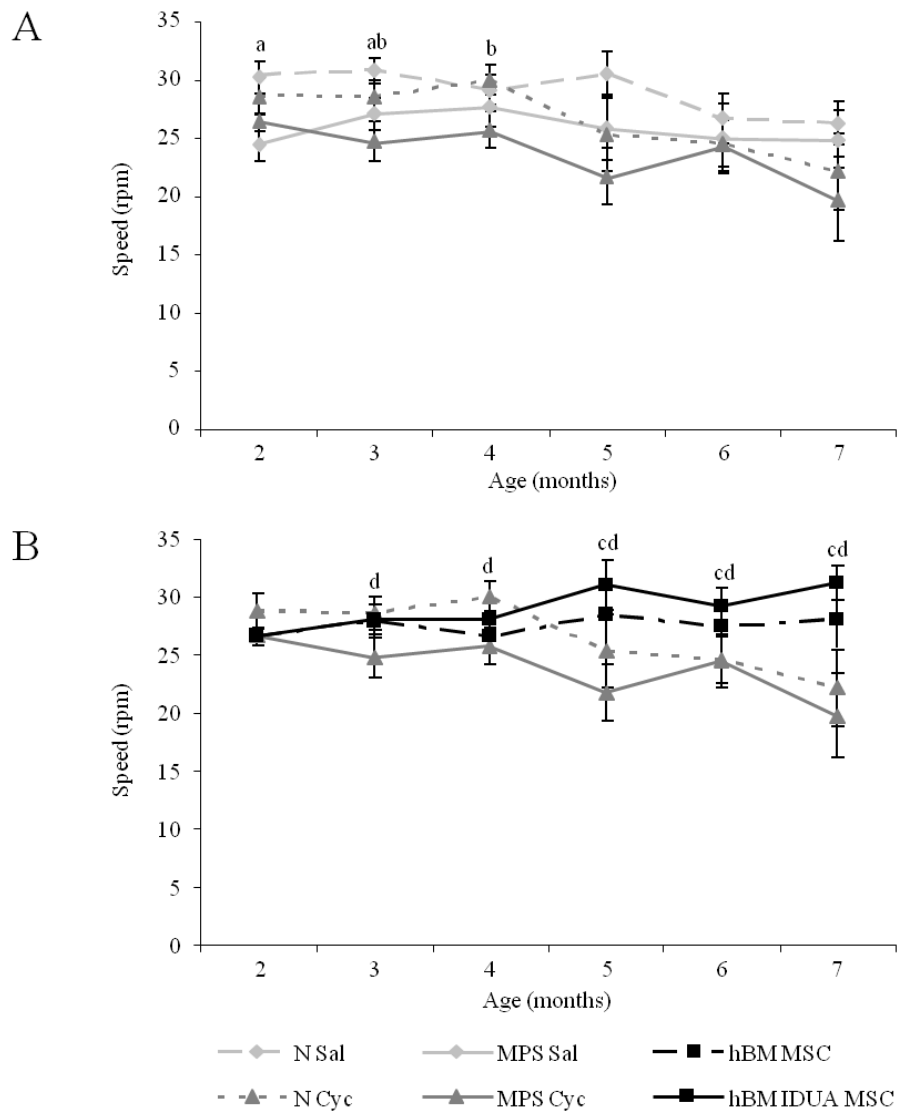 A
35
a
ab
b
30
25
20
15
10
5
0
Speed (rpm)
2 3 4 5 6 7
Age (months)
B
35
d
d
cd
cd
cd
30
25
20
15
10
5
0
Speed (rpm)
2 3 4 5 6 7
Age (months)
N Sal MPS Sal hBM MSC
N Cyc MPS Cyc hBM IDUA MSC